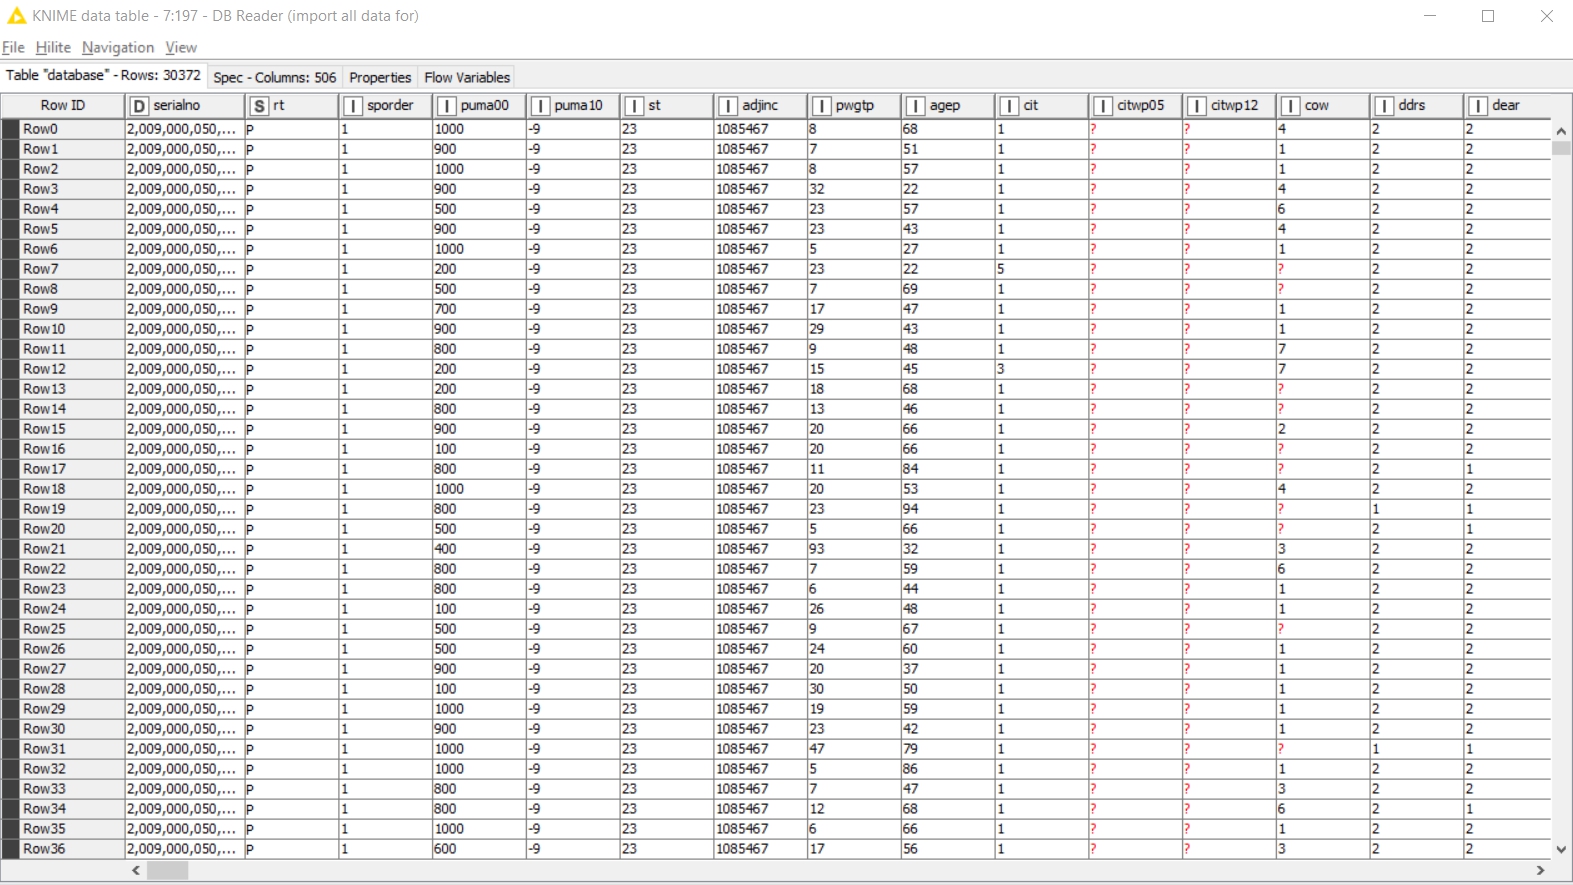 KNIME data table - 7:197 - DB Reader (import all data for)
File Hilite Navigation View
Table "database" - Rows: 30372 Spec - Columns: 506 Properties Flow Variables
Row ID D serialno S rt I sporder I puma00 I puma10 I st I adjinc I pwgtp I agep I cit I citwp05 I citwp12 I cow I ddrs I dear
Row0 2,009,000,050,... P 1 1000 -9 23 1085467 8 68 1 ? ? 4 2 2
Row1 2,009,000,050,... P 1 900 -9 23 1085467 7 51 1 ? ? 1 2 2
Row2 2,009,000,050,... P 1 1000 -9 23 1085467 8 57 1 ? ? 1 2 2
Row3 2,009,000,050,... P 1 900 -9 23 1085467 32 22 1 ? ? 4 2 2
Row4 2,009,000,050,... P 1 500 -9 23 1085467 23 57 1 ? ? 6 2 2
Row5 2,009,000,050,... P 1 900 -9 23 1085467 23 43 1 ? ? 4 2 2
Row6 2,009,000,050,... P 1 1000 -9 23 1085467 5 27 1 ? ? 1 2 2
Row7 2,009,000,050,... P 1 200 -9 23 1085467 23 22 5 ? ? ? 2 2
Row8 2,009,000,050,... P 1 500 -9 23 1085467 7 69 1 ? ? ? 2 2
Row9 2,009,000,050,... P 1 700 -9 23 1085467 17 47 1 ? ? 1 2 2
Row10 2,009,000,050,... P 1 900 -9 23 1085467 29 43 1 ? ? 1 2 2
Row11 2,009,000,050,... P 1 800 -9 23 1085467 9 48 1 ? ? 7 2 2
Row12 2,009,000,050,... P 1 200 -9 23 1085467 15 45 3 ? ? 7 2 2
Row13 2,009,000,050,... P 1 200 -9 23 1085467 18 68 1 ? ? ? 2 2
Row14 2,009,000,050,... P 1 800 -9 23 1085467 13 46 1 ? ? ? 2 2
Row15 2,009,000,050,... P 1 900 -9 23 1085467 20 66 1 ? ? 2 2 2
Row16 2,009,000,050,... P 1 100 -9 23 1085467 20 66 1 ? ? ? 2 2
Row17 2,009,000,050,... P 1 800 -9 23 1085467 11 84 1 ? ? ? 2 1
Row18 2,009,000,050,... P 1 1000 -9 23 1085467 20 53 1 ? ? 4 2 2
Row19 2,009,000,050,... P 1 800 -9 23 1085467 23 94 1 ? ? ? 1 1
Row20 2,009,000,050,... P 1 500 -9 23 1085467 5 66 1 ? ? ? 2 1
Row21 2,009,000,050,... P 1 400 -9 23 1085467 93 32 1 ? ? 3 2 2
Row22 2,009,000,050,... P 1 800 -9 23 1085467 7 59 1 ? ? 6 2 2
Row23 2,009,000,050,... P 1 800 -9 23 1085467 6 44 1 ? ? 1 2 2
Row24 2,009,000,050,... P 1 100 -9 23 1085467 26 48 1 ? ? 1 2 2
Row25 2,009,000,050,... P 1 500 -9 23 1085467 9 67 1 ? ? ? 2 2
Row26 2,009,000,050,... P 1 500 -9 23 1085467 24 60 1 ? ? 1 2 2
Row27 2,009,000,050,... P 1 900 -9 23 1085467 20 37 1 ? ? 1 2 2
Row28 2,009,000,050,... P 1 100 -9 23 1085467 30 50 1 ? ? 1 2 2
Row29 2,009,000,050,... P 1 1000 -9 23 1085467 19 59 1 ? ? 1 2 2
Row30 2,009,000,050,... P 1 900 -9 23 1085467 23 42 1 ? ? 1 2 2
Row31 2,009,000,050,... P 1 1000 -9 23 1085467 47 79 1 ? ? ? 1 1
Row32 2,009,000,050,... P 1 1000 -9 23 1085467 5 86 1 ? ? 1 2 2
Row33 2,009,000,050,... P 1 800 -9 23 1085467 7 47 1 ? ? 3 2 2
Row34 2,009,000,050,... P 1 800 -9 23 1085467 12 68 1 ? ? 6 2 1
Row35 2,009,000,050,... P 1 1000 -9 23 1085467 6 66 1 ? ? 1 2 2
Row36 2,009,000,050,... P 1 600 -9 23 1085467 17 56 1 ? ? 3 2 2